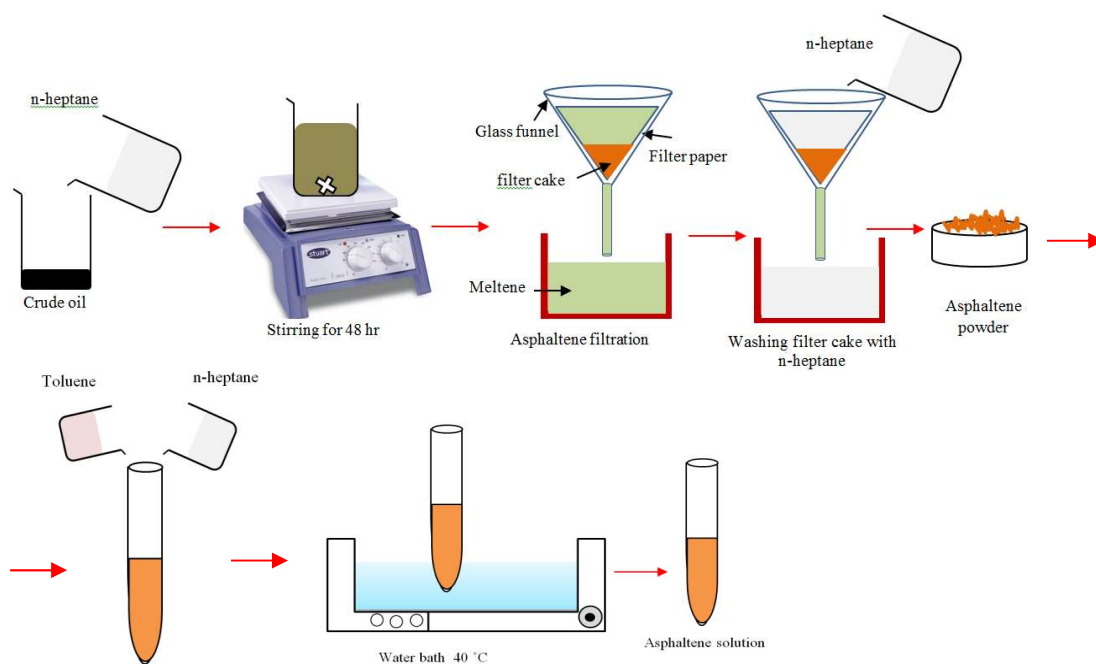 n-heptane
Crude oil
stuart
Stirring for 48 hr
Glass funnel
Filter paper
filter cake
Meltene
Asphaltene filtration
n-heptane
Washing filter cake with
n-heptane
Asphaltene
powder
Toluene
n-heptane
Water bath 40 °C
Asphaltene solution